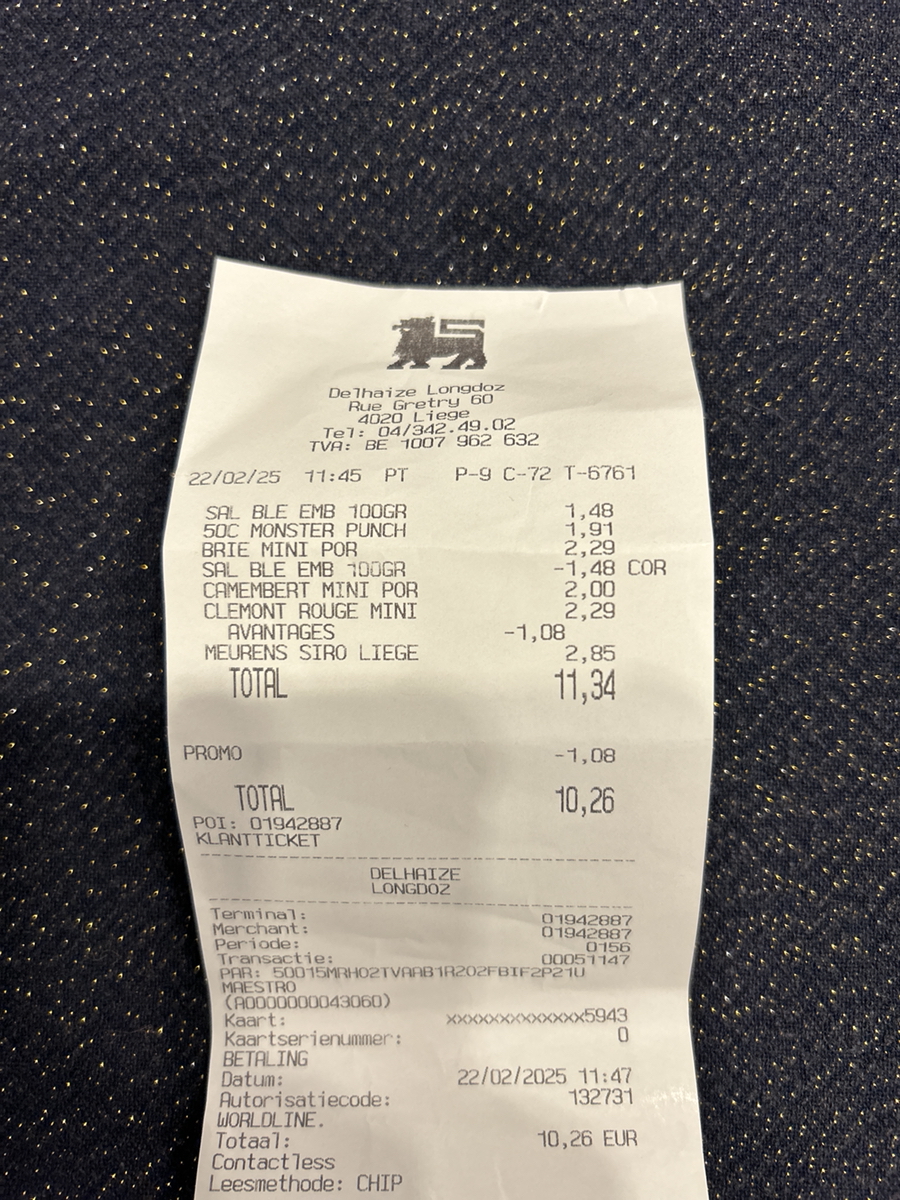 Delhaize Longdoz
Rue Gretry 60
4020 Liege
Tel: 04/342.49.02
TVA: BE 1007 962 632
22/02/25 11:45 PT P-9 C-72 T-6761
SAL BLE EMB 100GR 1,48
50C MONSTER PUNCH 1,91
BRIE MINI POR 2,29
SAL BLE EMB 100GR -1,48 COR
CAMEMBERT MINI POR 2,00
CLEMONT ROUGE MINI 2,29
AVANTAGES -1,08
MEURENS SIRO LIEGE 2,85
TOTAL 11,34
PROMO -1,08
TOTAL 10,26
POI: 01942887
KLANTTICKET
DELHAIZE
LONGDOZ
Terminal: 01942887
Merchant: 01942887
Periode: 0156
Transactie: 00051147
PAR: 50015MRHO2TVAAB1R2O2FBIF2P21U
MAESTRO
(A0000000043060)
Kaart: xxxxxxxxxxxxx5943
Kaartserienummer: 0
BETALING
Datum: 22/02/2025 11:47
Autorisatiecode: 132731
WORLDLINE.
Totaal: 10,26 EUR
Contactless
Leesmethode: CHIP